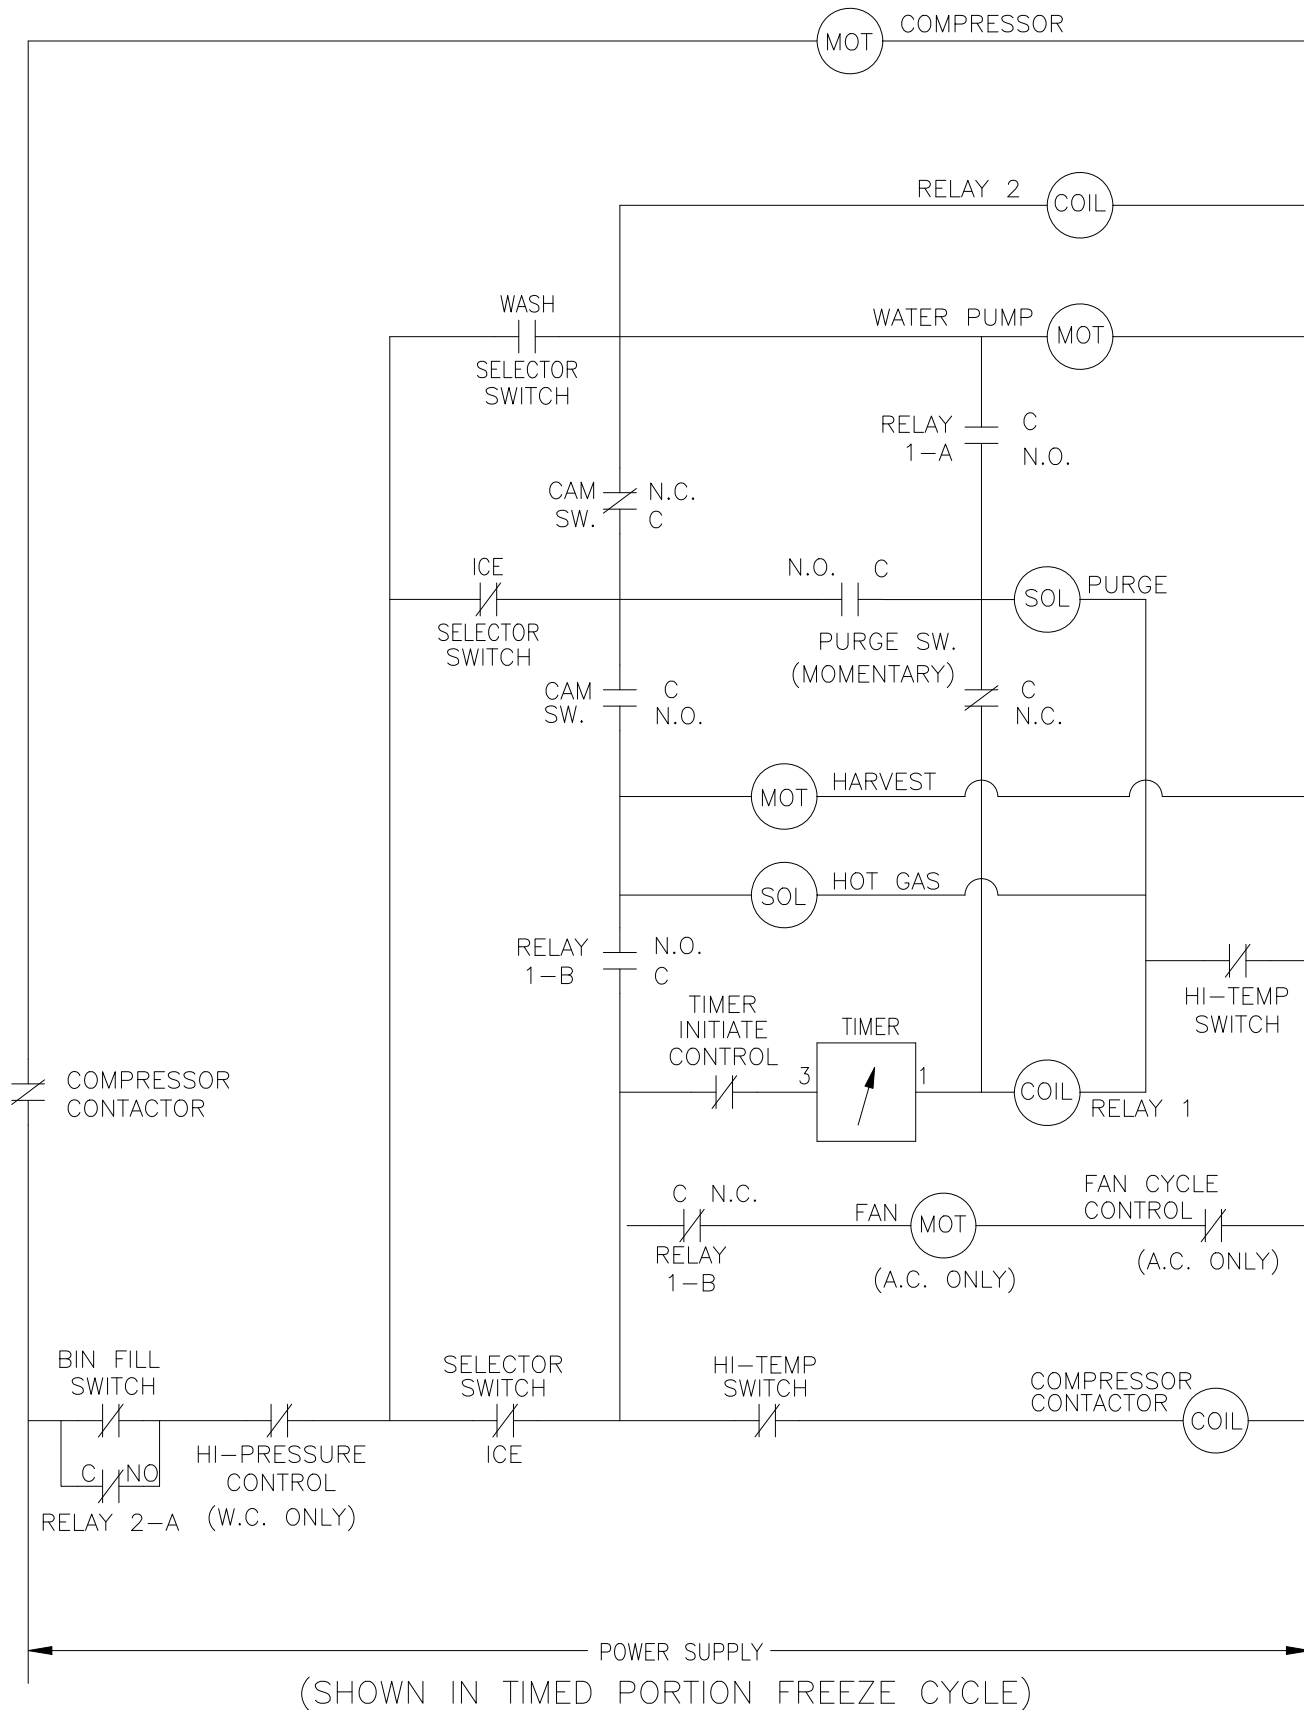 COMPRESSOR
MOT
RELAY 2
COIL
WASH
SELECTOR
SWITCH
WATER PUMP
MOT
RELAY
1-A
C
N.O.
CAM
SW.
N.C.
C
ICE
SELECTOR
SWITCH
N.O. C
PURGE SW.
(MOMENTARY)
SOL
PURGE
CAM
SW.
C
N.O.
C
N.C.
MOT
HARVEST
SOL
HOT GAS
RELAY
1-B
N.O.
C
HI-TEMP
SWITCH
TIMER
INITIATE
CONTROL
TIMER
3
1
COIL
RELAY 1
COMPRESSOR
CONTACTOR
C N.C.
RELAY
1-B
FAN
MOT
(A.C. ONLY)
FAN CYCLE
CONTROL
(A.C. ONLY)
BIN FILL
SWITCH
C NO
RELAY 2-A
HI-PRESSURE
CONTROL
(W.C. ONLY)
SELECTOR
SWITCH
ICE
HI-TEMP
SWITCH
COMPRESSOR
CONTACTOR
COIL
POWER SUPPLY
(SHOWN IN TIMED PORTION FREEZE CYCLE)